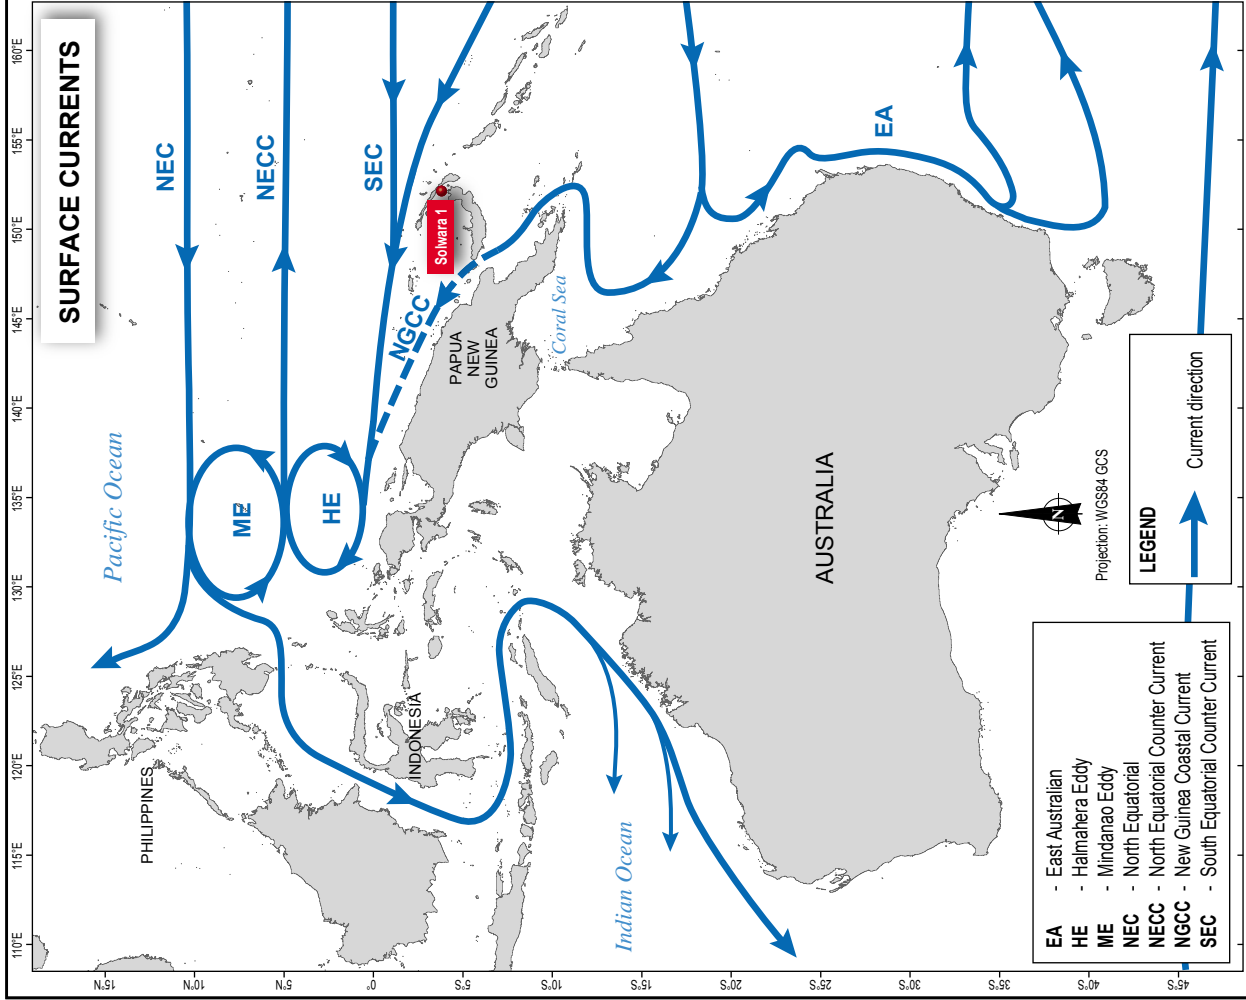 SURFACE CURRENTS
160°E
155°E
150°E
145°E
140°E
135°E
130°E
125°E
120°E
115°E
110°E
15°N
10°N
5°N
0°
5°S
10°S
15°S
20°S
25°S
30°S
35°S
40°S
45°S
NEC
NECC
SEC
EA
Solwara 1
NGCC
PAPUA
NEW
GUINEA
Coral Sea
Pacific Ocean
ME
HE
AUSTRALIA
PHILIPPINES
INDONESIA
Indian Ocean
N
Projection: WGS84 GCS
LEGEND
Current direction
EA - East Australian
HE - Halmahera Eddy
ME - Mindanao Eddy
NEC - North Equatorial
NECC - North Equatorial Counter Current
NGCC - New Guinea Coastal Current
SEC - South Equatorial Counter Current